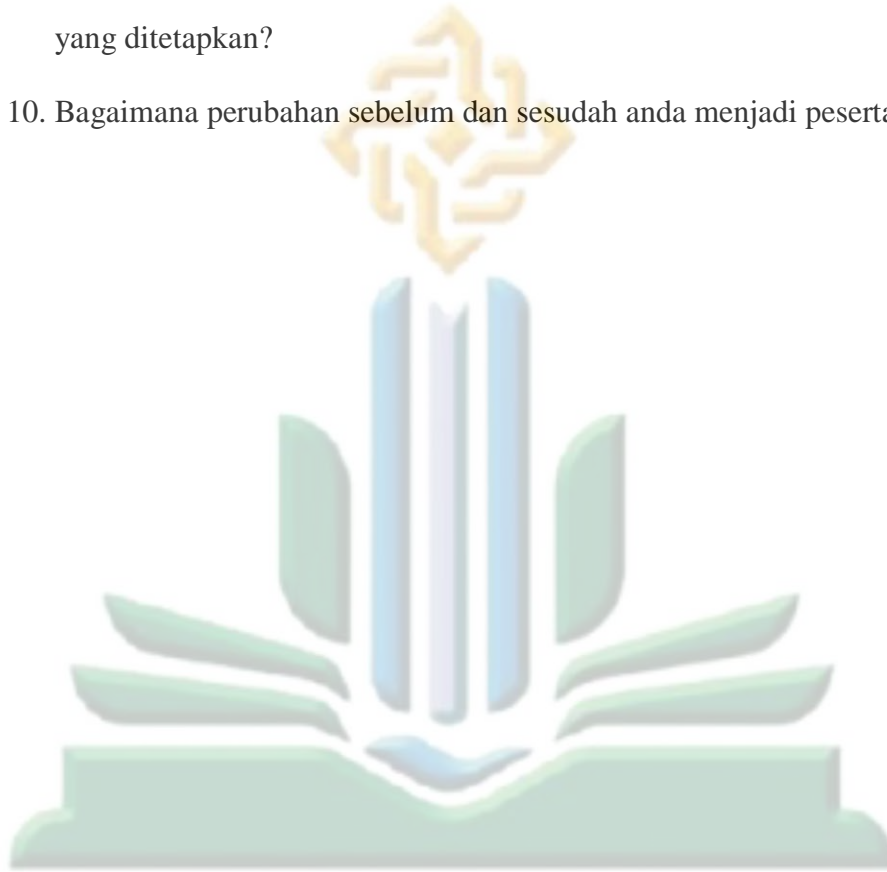 yang ditetapkan?
10. Bagaimana perubahan sebelum dan sesudah anda menjadi peserta